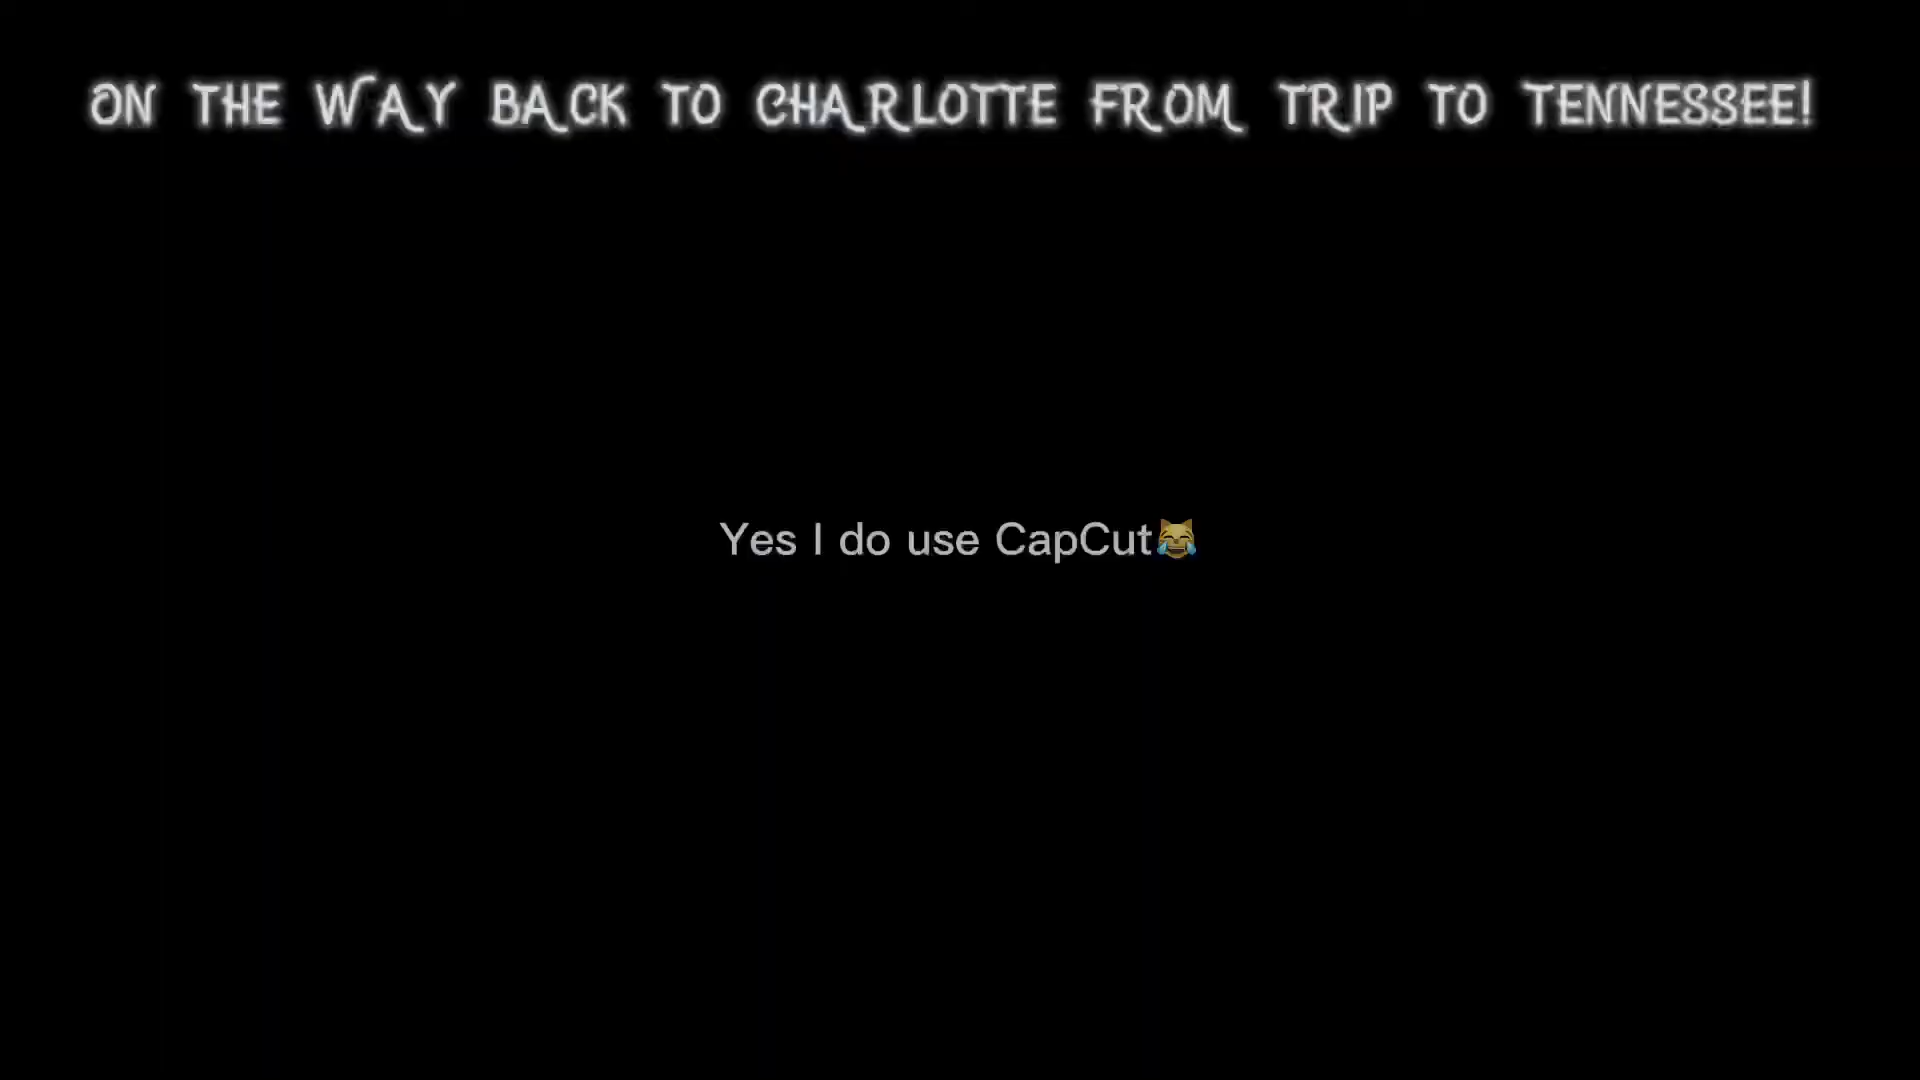 ON THE WAY BACK TO CHARLOTTE FROM TRIP TO TENNESSEE!
Yes I do use CapCut😹